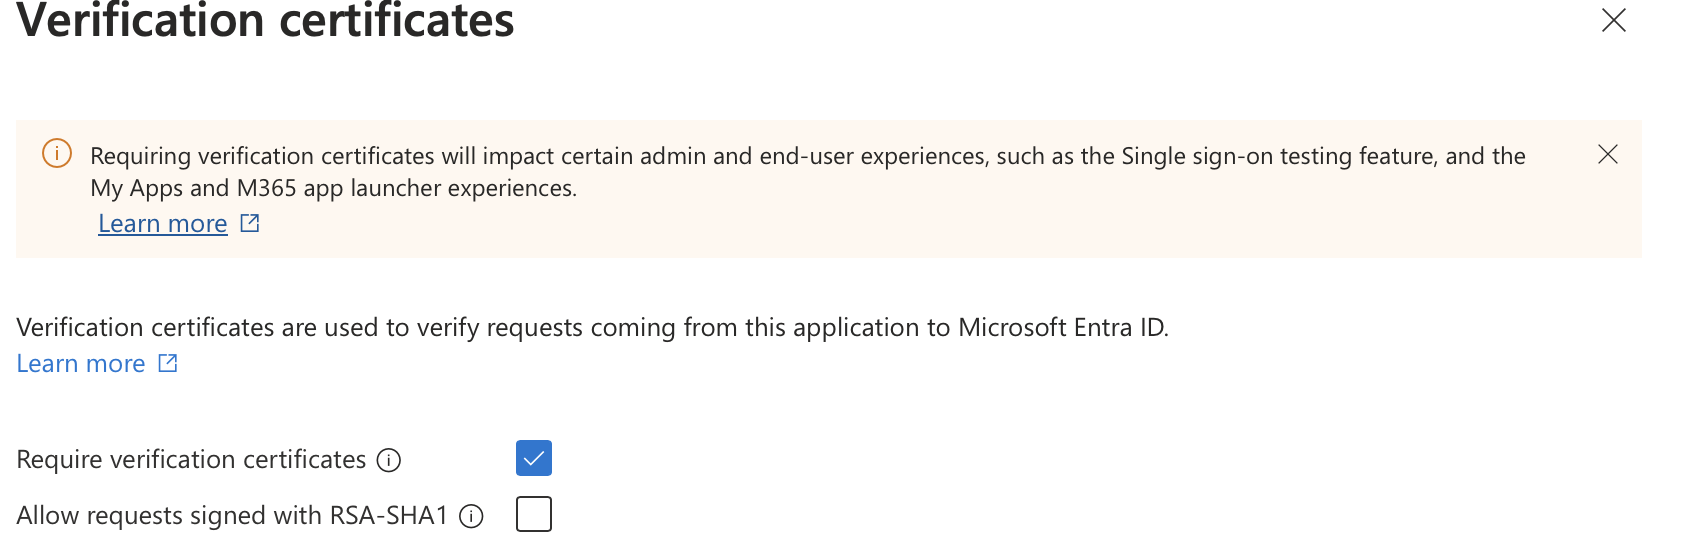 Verification certificates
Requiring verification certificates will impact certain admin and end-user experiences, such as the Single sign-on testing feature, and the
My Apps and M365 app launcher experiences.
Learn more
Verification certificates are used to verify requests coming from this application to Microsoft Entra ID.
Learn more
Require verification certificates
Allow requests signed with RSA-SHA1